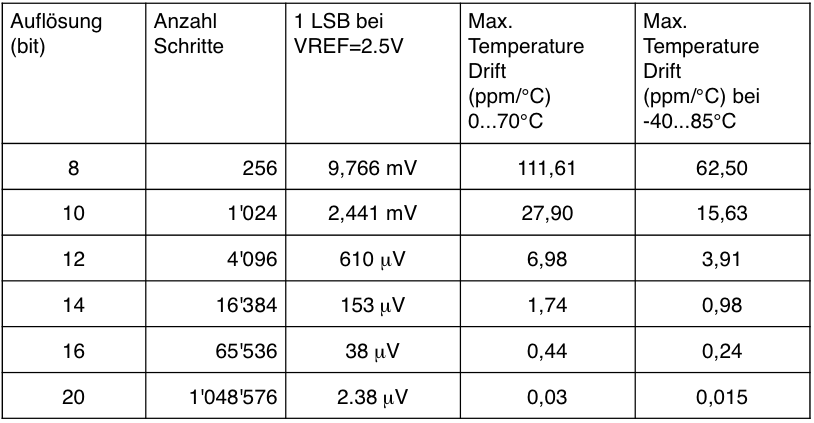 Auflösung (bit) | Anzahl Schritte | 1 LSB bei VREF=2.5V | Max. Temperature Drift (ppm/°C) 0...70°C | Max. Temperature Drift (ppm/°C) bei -40...85°C
8 | 256 | 9,766 mV | 111,61 | 62,50
10 | 1'024 | 2,441 mV | 27,90 | 15,63
12 | 4'096 | 610 µV | 6,98 | 3,91
14 | 16'384 | 153 µV | 1,74 | 0,98
16 | 65'536 | 38 µV | 0,44 | 0,24
20 | 1'048'576 | 2.38 µV | 0,03 | 0,015